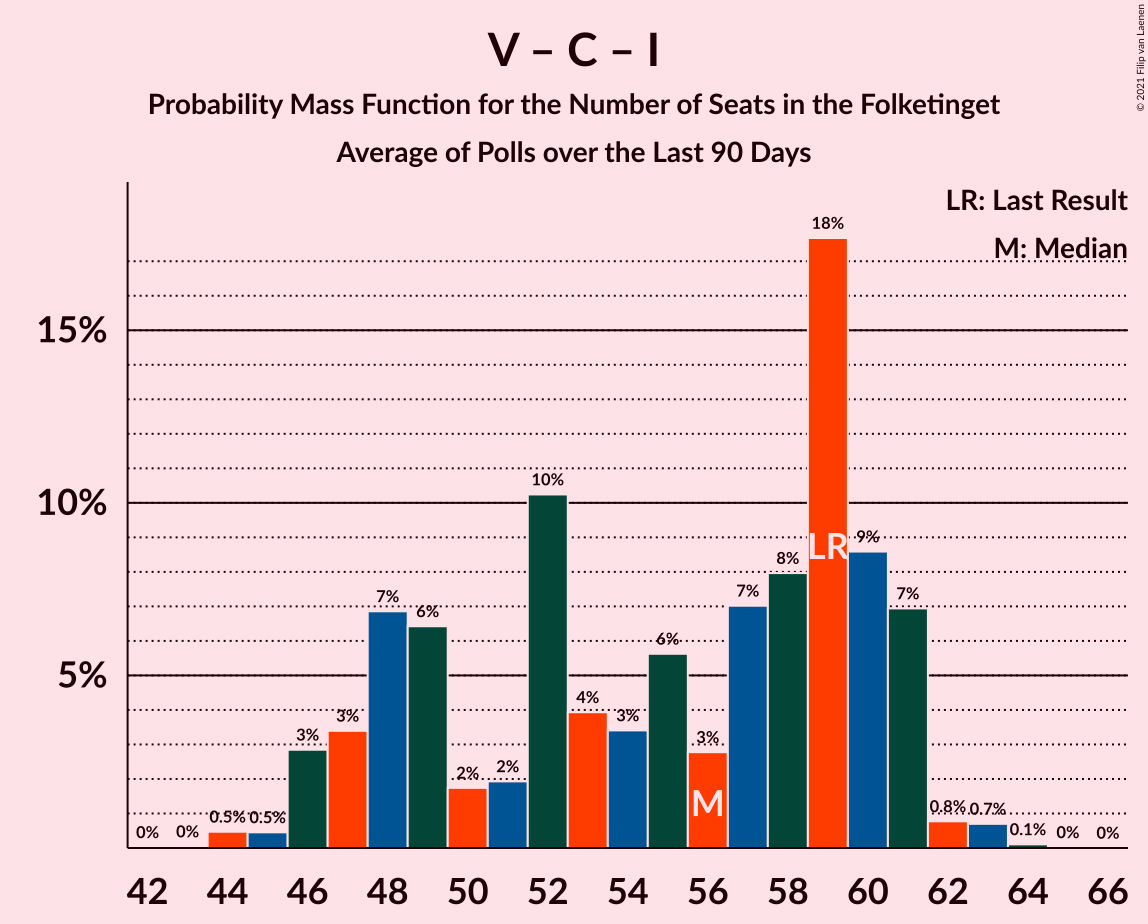 V – C – I
Probability Mass Function for the Number of Seats in the Folketinget
Average of Polls over the Last 90 Days
© 2021 Filip van Laenen
LR: Last Result
M: Median
15%
10%
5%
0% 0% 0.5% 0.5% 3% 3% 7% 6% 2% 2% 10% 4% 3% 6% 3% 7% 8% 18% 9% 7% 0.8% 0.7% 0.1% 0% 0%
LR
M
42 44 46 48 50 52 54 56 58 60 62 64 66